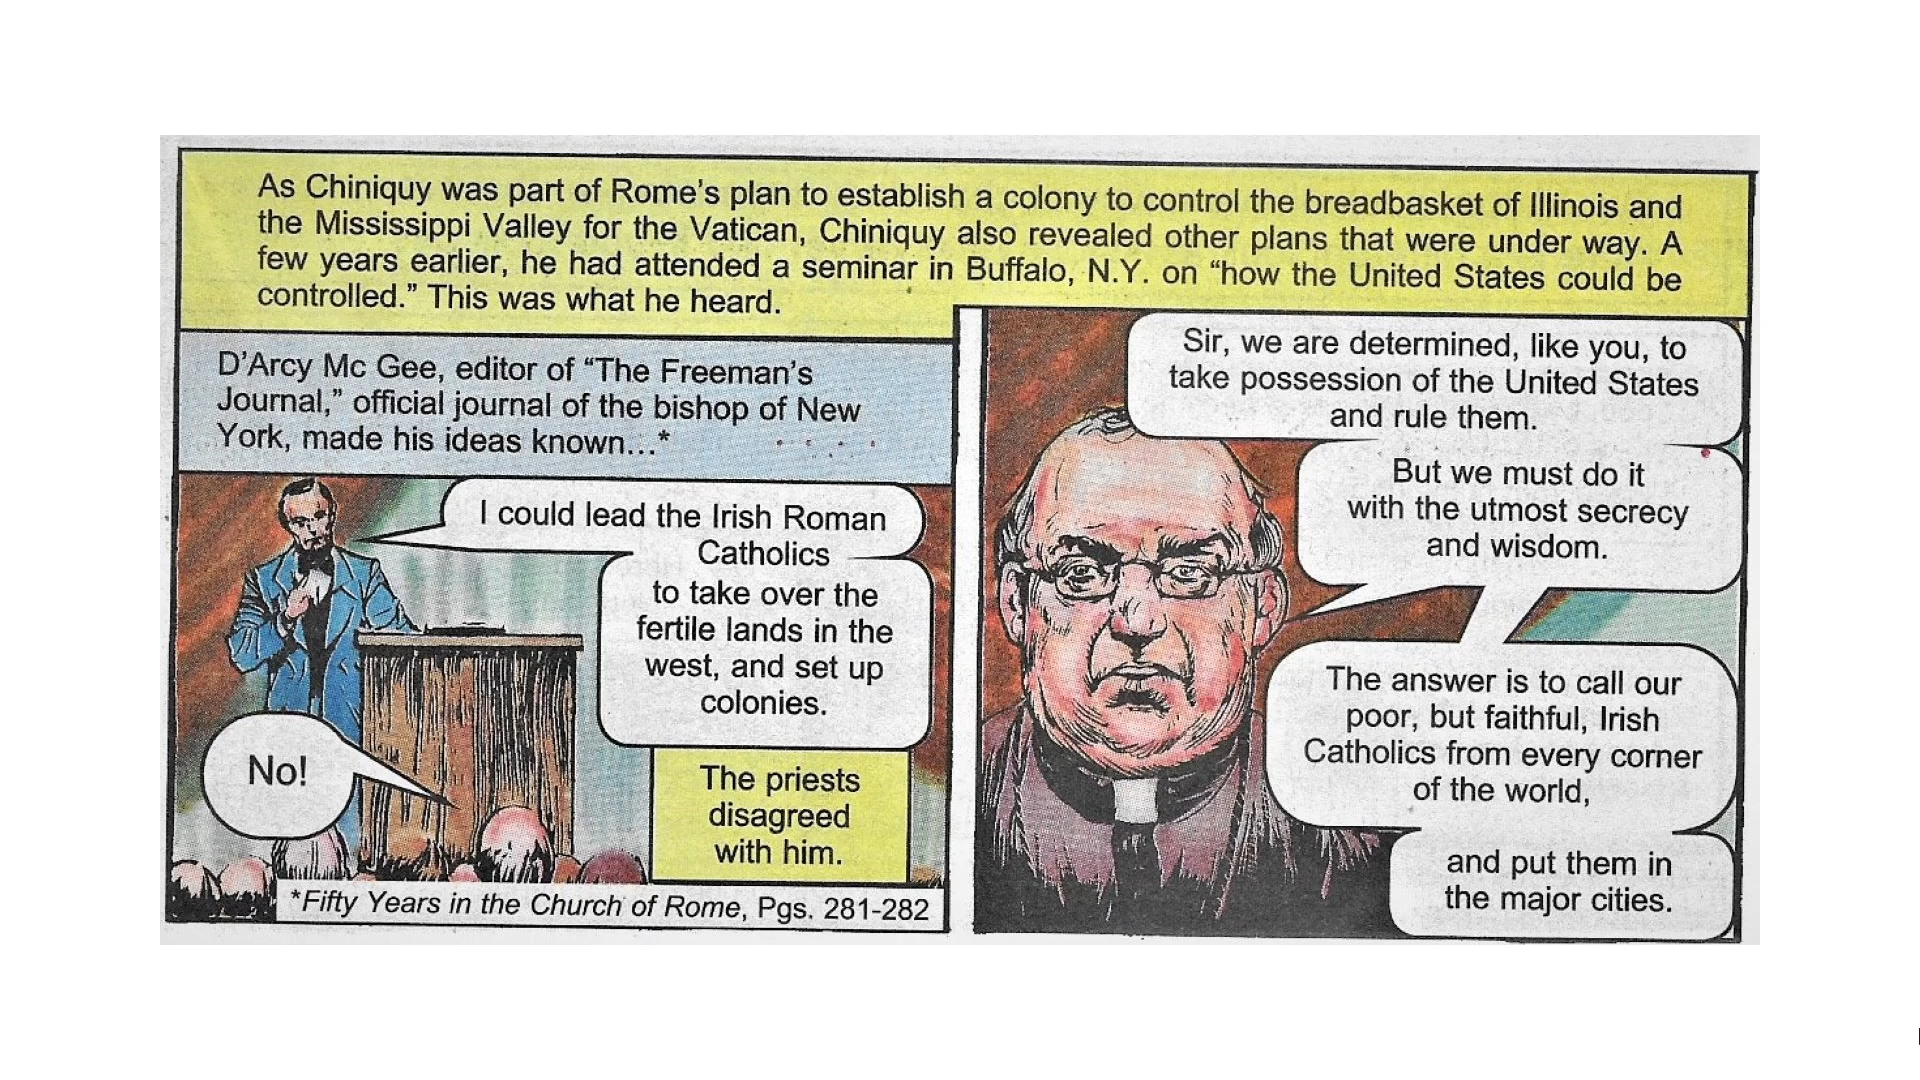 As Chiniquy was part of Rome's plan to establish a colony to control the breadbasket of Illinois and
the Mississippi Valley for the Vatican, Chiniquy also revealed other plans that were under way. A
few years earlier, he had attended a seminar in Buffalo, N.Y. on “how the United States could be
controlled.” This was what he heard.
D'Arcy Mc Gee, editor of “The Freeman's
Journal,” official journal of the bishop of New
York, made his ideas known…*
I could lead the Irish Roman
Catholics
to take over the
fertile lands in the
west, and set up
colonies.
No!
The priests
disagreed
with him.
*Fifty Years in the Church of Rome, Pgs. 281-282
Sir, we are determined, like you, to
take possession of the United States
and rule them.
But we must do it
with the utmost secrecy
and wisdom.
The answer is to call our
poor, but faithful, Irish
Catholics from every corner
of the world,
and put them in
the major cities.